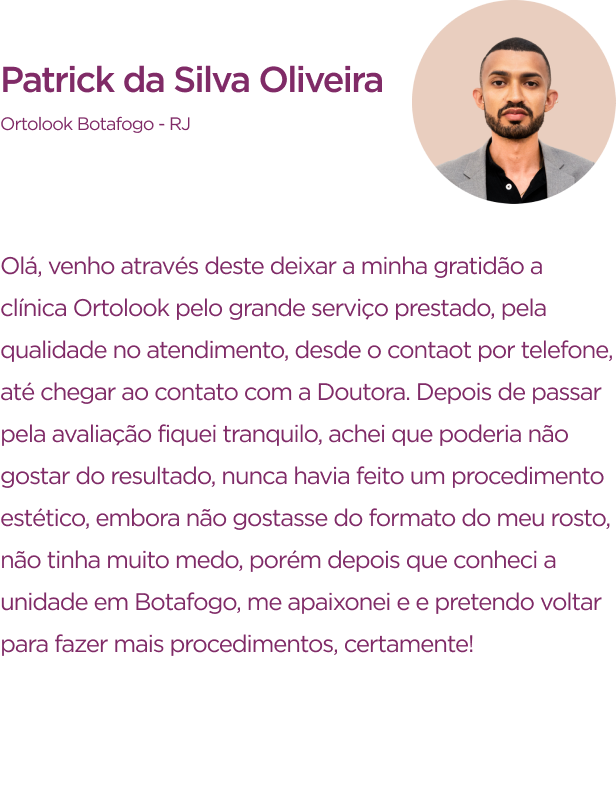 Patrick da Silva Oliveira
Ortolook Botafogo - RJ
Olá, venho através deste deixar a minha gratidão a
clínica Ortolook pelo grande serviço prestado, pela
qualidade no atendimento, desde o contaot por telefone,
até chegar ao contato com a Doutora. Depois de passar
pela avaliação fiquei tranquilo, achei que poderia não
gostar do resultado, nunca havia feito um procedimento
estético, embora não gostasse do formato do meu rosto,
não tinha muito medo, porém depois que conheci a
unidade em Botafogo, me apaixonei e e pretendo voltar
para fazer mais procedimentos, certamente!